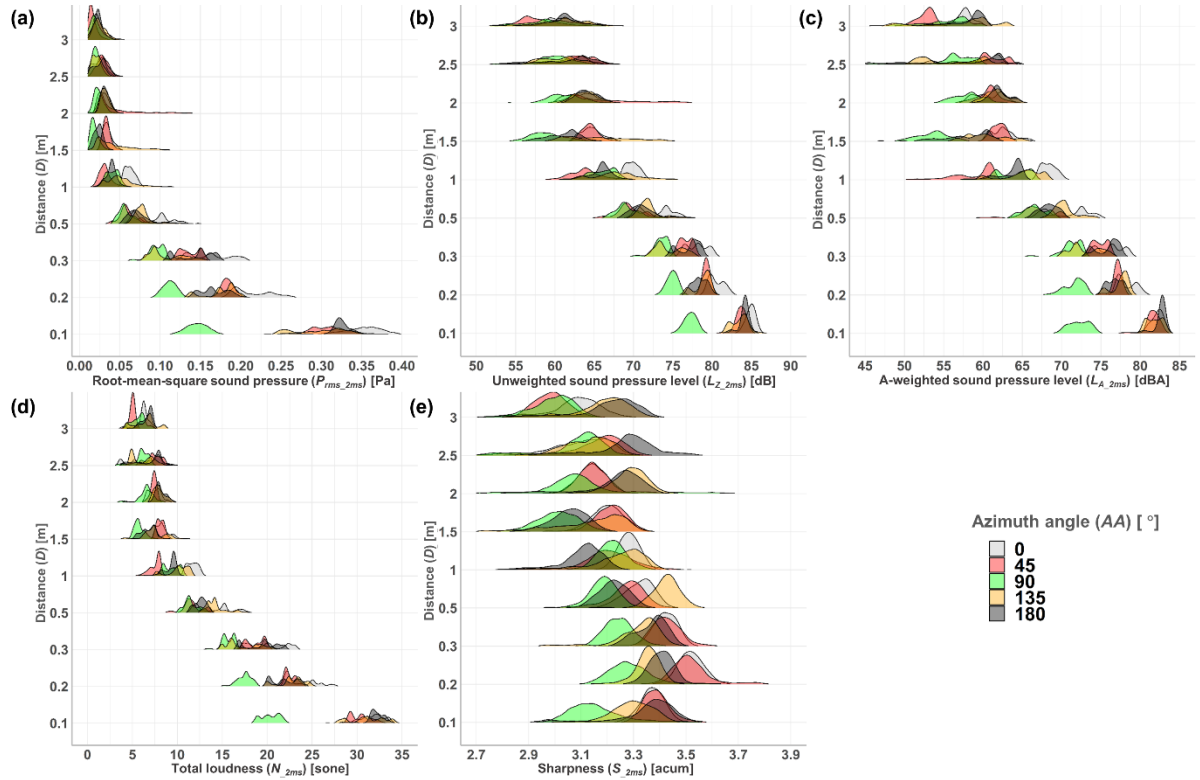 (a)
Distance (D) [m]
3
2.5
2
1.5
1
0.5
0.3
0.2
0.1
0.00 0.05 0.10 0.15 0.20 0.25 0.30 0.35 0.40
Root-mean-square sound pressure (Prms_2ms) [Pa]
(b)
Distance (D) [m]
3
2.5
2
1.5
1
0.5
0.3
0.2
0.1
50 55 60 65 70 75 80 85 90
Unweighted sound pressure level (LZ_2ms) [dB]
(c)
Distance (D) [m]
3
2.5
2
1.5
1
0.5
0.3
0.2
0.1
45 50 55 60 65 70 75 80 85
A-weighted sound pressure level (LA_2ms) [dBA]
(d)
Distance (D) [m]
3
2.5
2
1.5
1
0.5
0.3
0.2
0.1
0 5 10 15 20 25 30 35
Total loudness (N_2ms) [sone]
(e)
Distance (D) [m]
3
2.5
2
1.5
1
0.5
0.3
0.2
0.1
2.7 2.9 3.1 3.3 3.5 3.7 3.9
Sharpness (S_2ms) [acum]
Azimuth angle (AA) [ °]
0
45
90
135
180